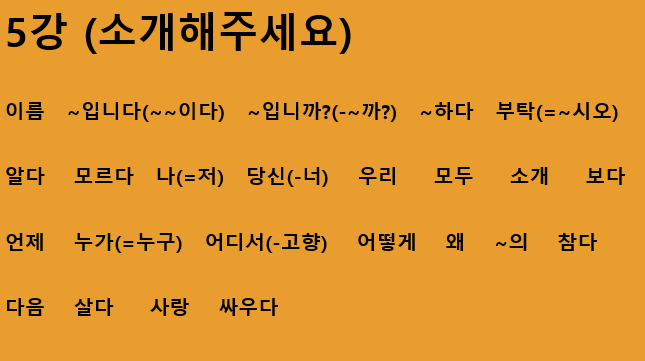 5강 (소개해주세요)
이름 ~입니다(~~이다) ~입니까?(-~까?) ~하다 부탁(=~시오)
알다 모르다 나(=저) 당신(-너) 우리 모두 소개 보다
언제 누가(=누구) 어디서(-고향) 어떻게 왜 ~의 참다
다음 살다 사랑 싸우다